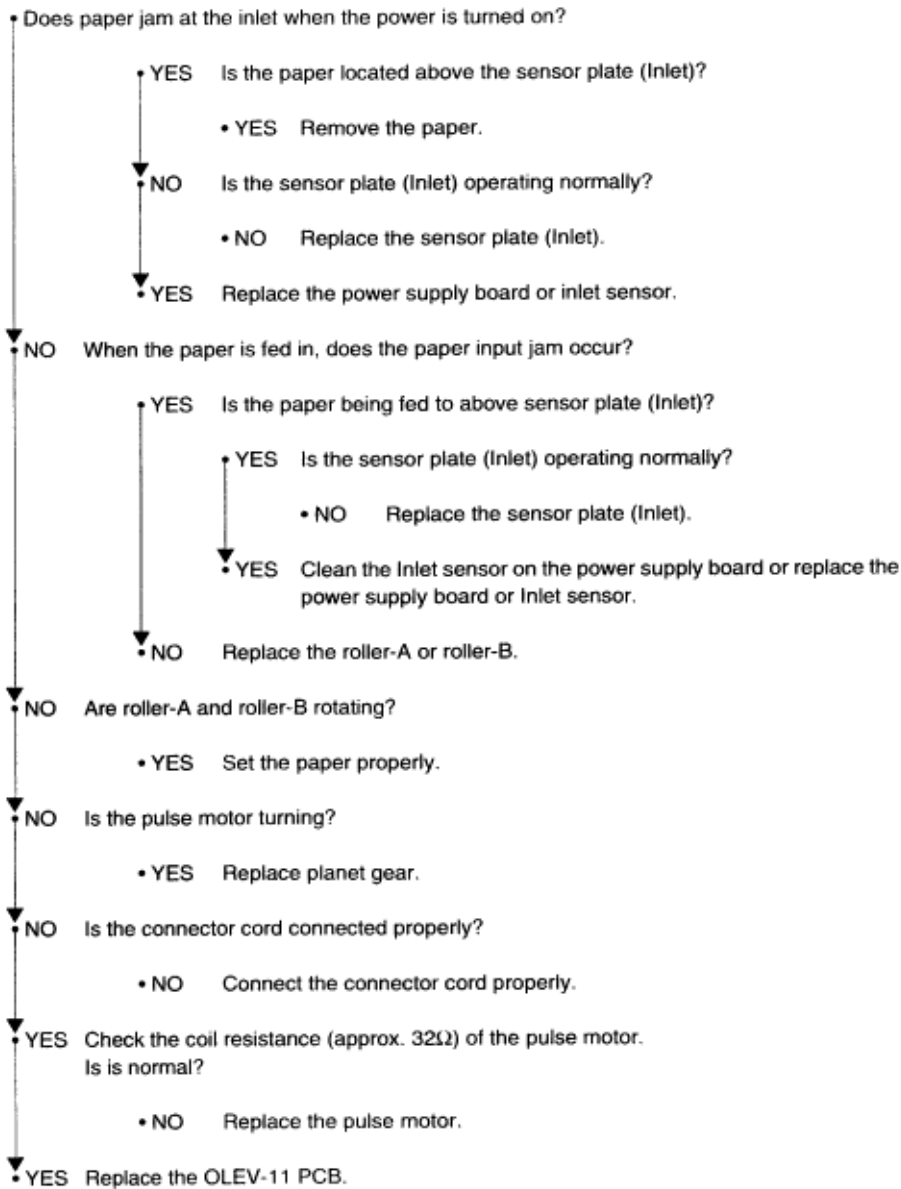 • Does paper jam at the inlet when the power is turned on?
• YES Is the paper located above the sensor plate (Inlet)?
• YES Remove the paper.
• NO Is the sensor plate (Inlet) operating normally?
• NO Replace the sensor plate (Inlet).
• YES Replace the power supply board or inlet sensor.
• NO When the paper is fed in, does the paper input jam occur?
• YES Is the paper being fed to above sensor plate (Inlet)?
• YES Is the sensor plate (Inlet) operating normally?
• NO Replace the sensor plate (Inlet).
• YES Clean the Inlet sensor on the power supply board or replace the
power supply board or Inlet sensor.
• NO Replace the roller-A or roller-B.
• NO Are roller-A and roller-B rotating?
• YES Set the paper properly.
• NO Is the pulse motor turning?
• YES Replace planet gear.
• NO Is the connector cord connected properly?
• NO Connect the connector cord properly.
• YES Check the coil resistance (approx. 32Ω) of the pulse motor.
Is is normal?
• NO Replace the pulse motor.
• YES Replace the OLEV-11 PCB.